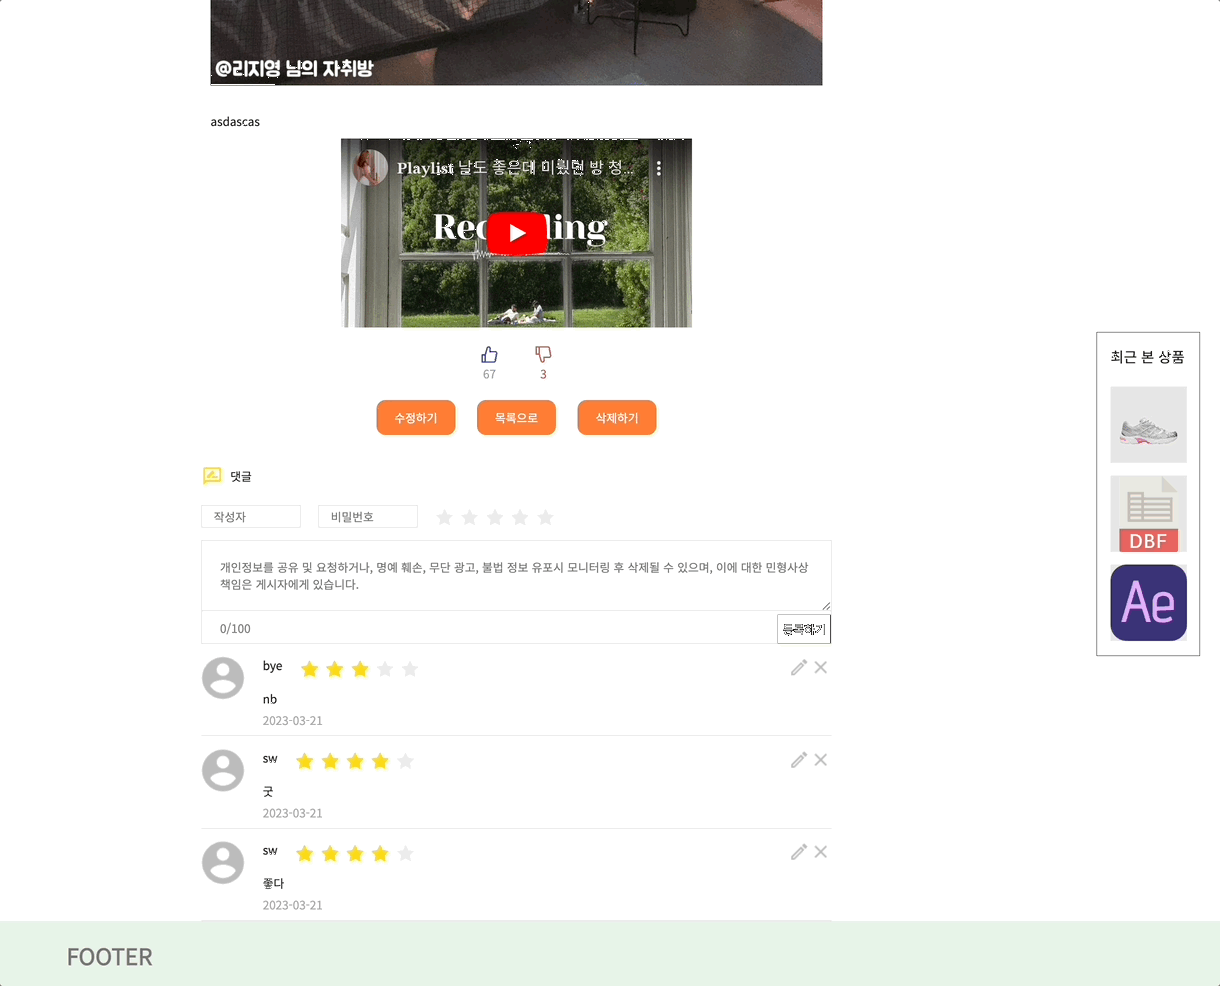 @리지영 님의 자취방
asdascas
Playlist 날도 좋은데 미뤘던 방 청...
67
3
수정하기
목록으로
삭제하기
댓글
작성자
비밀번호
개인정보를 공유 및 요청하거나, 명예 훼손, 무단 광고, 불법 정보 유포시 모니터링 후 삭제될 수 있으며, 이에 대한 민형사상
책임은 게시자에게 있습니다.
0/100
등록하기
bye
nb
2023-03-21
sw
굿
2023-03-21
sw
좋다
2023-03-21
최근 본 상품
DBF
Ae
FOOTER